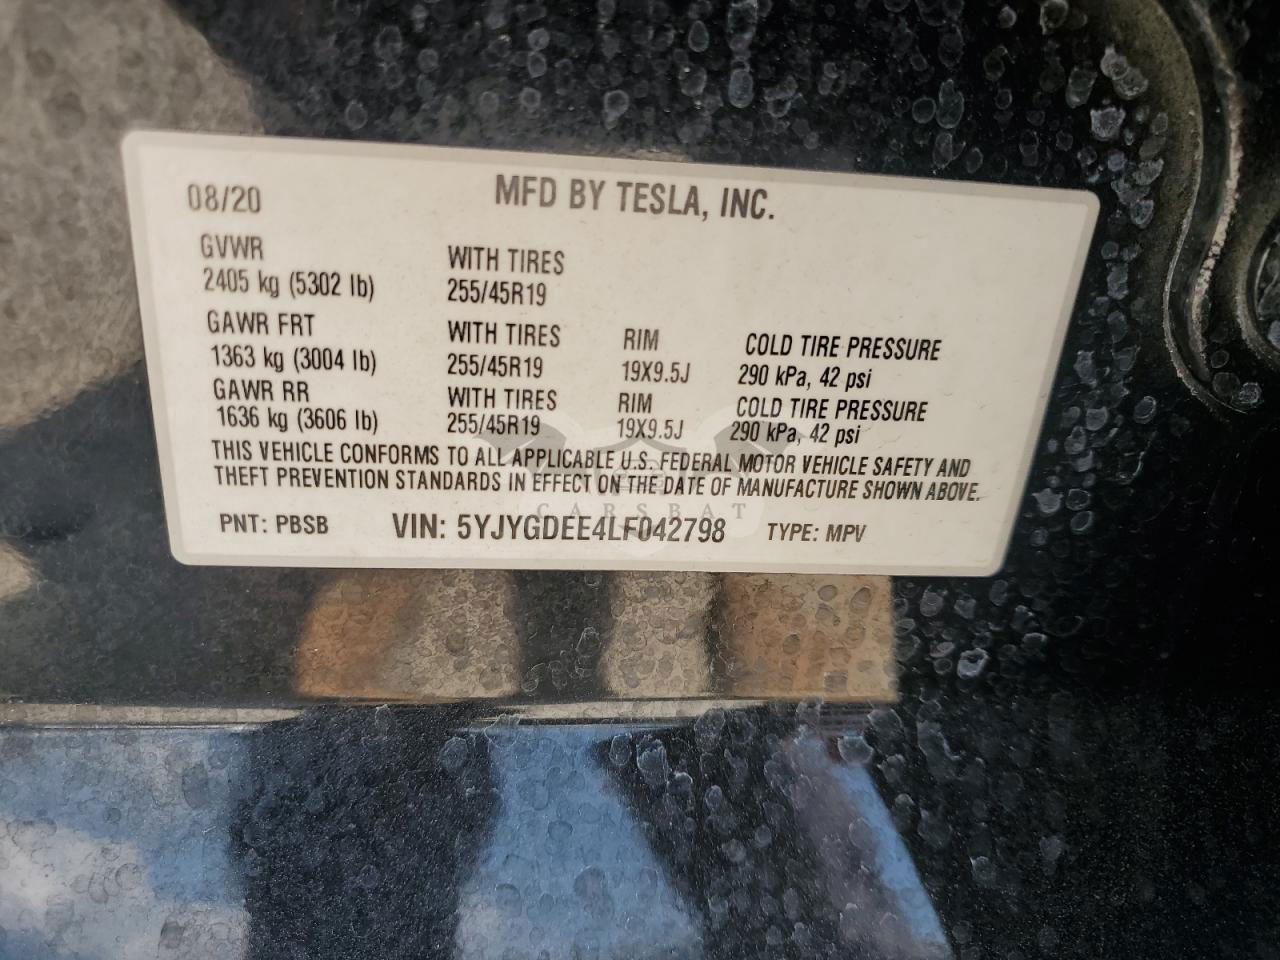 08/20 MFD BY TESLA, INC.
GVWR WITH TIRES
2405 kg (5302 lb) 255/45R19
GAWR FRT WITH TIRES RIM COLD TIRE PRESSURE
1363 kg (3004 lb) 255/45R19 19X9.5J 290 kPa, 42 psi
GAWR RR WITH TIRES RIM COLD TIRE PRESSURE
1636 kg (3606 lb) 255/45R19 19X9.5J 290 kPa, 42 psi
THIS VEHICLE CONFORMS TO ALL APPLICABLE U.S. FEDERAL MOTOR VEHICLE SAFETY AND
THEFT PREVENTION STANDARDS IN EFFECT ON THE DATE OF MANUFACTURE SHOWN ABOVE.
CARSBAT
PNT: PBSB VIN: 5YJYGDEE4LF042798 TYPE: MPV